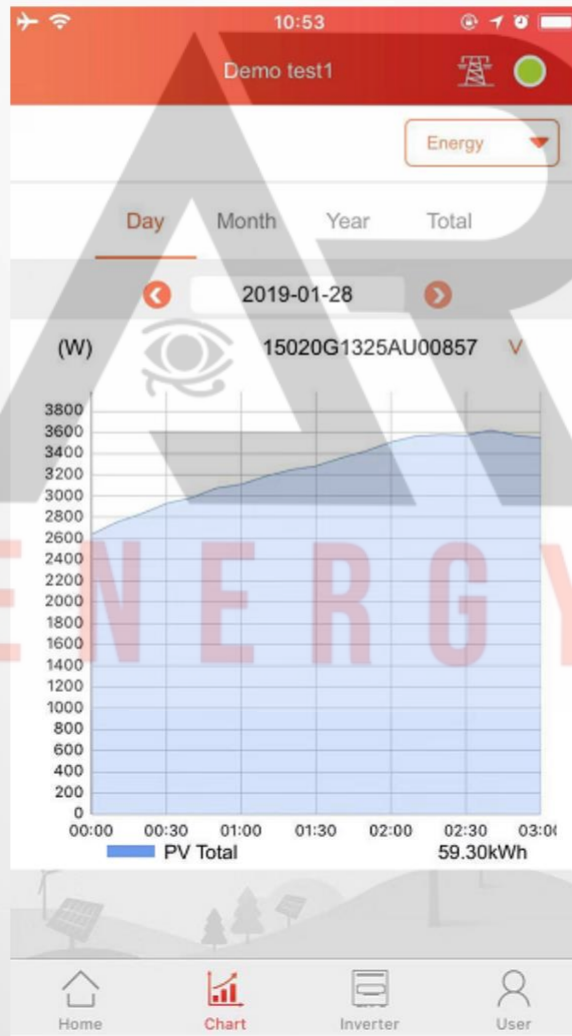 10:53
Demo test1
Energy
Day Month Year Total
2019-01-28
(W) 15020G1325AU00857
3800
3600
3400
3200
3000
2800
2600
2400
2200
2000
1800
1600
1400
1200
1000
800
600
400
200
0
00:00 00:30 01:00 01:30 02:00 02:30 03:00
PV Total 59.30kWh
Home Chart Inverter User
AR
ENERGY